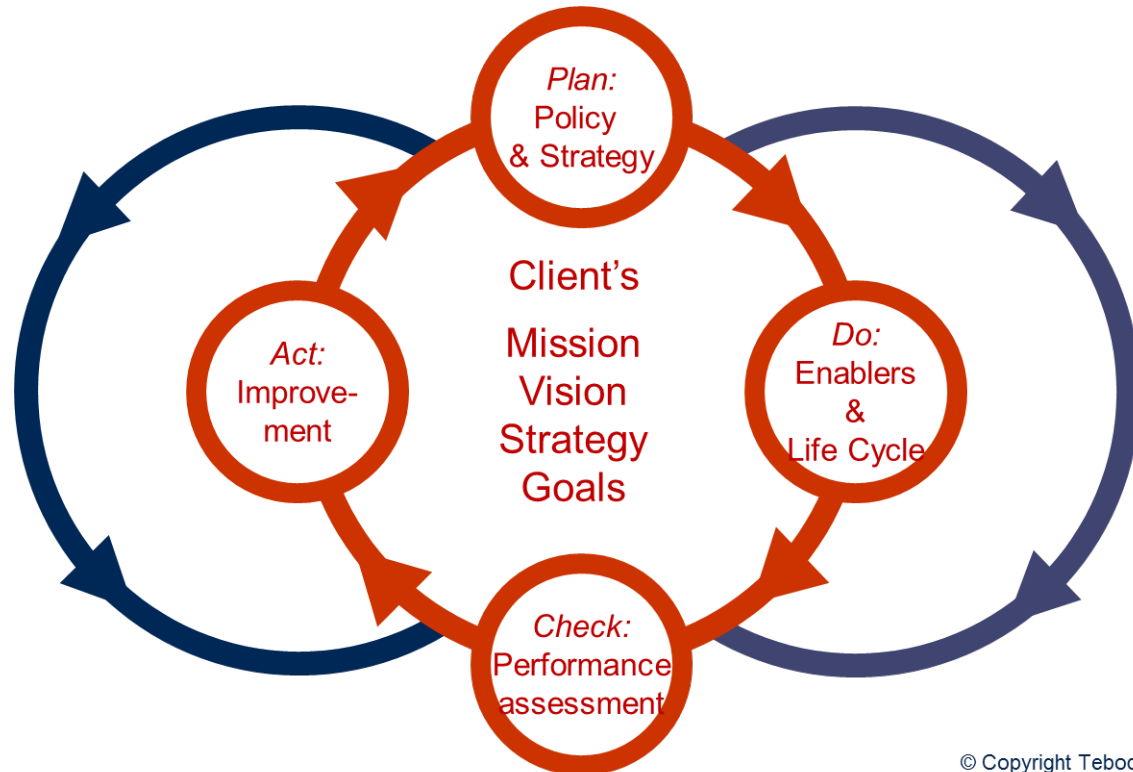 Plan:
Policy
& Strategy
Client's
Mission
Vision
Strategy
Goals
Act:
Improve-
ment
Do:
Enablers
&
Life Cycle
Check:
Performance
assessment
© Copyright